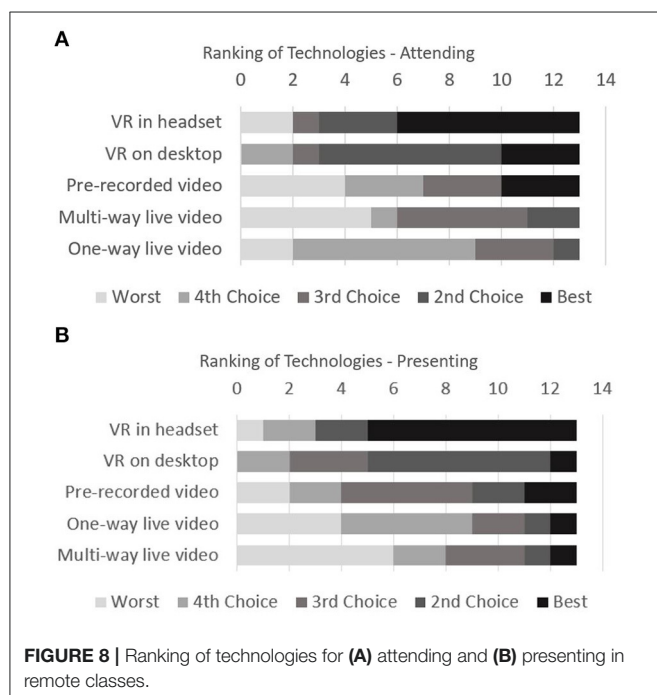 A
Ranking of Technologies - Attending
0 2 4 6 8 10 12 14
VR in headset
VR on desktop
Pre-recorded video
Multi-way live video
One-way live video
Worst 4th Choice 3rd Choice 2nd Choice Best
B
Ranking of Technologies - Presenting
0 2 4 6 8 10 12 14
VR in headset
VR on desktop
Pre-recorded video
One-way live video
Multi-way live video
Worst 4th Choice 3rd Choice 2nd Choice Best
FIGURE 8 | Ranking of technologies for (A) attending and (B) presenting in
remote classes.